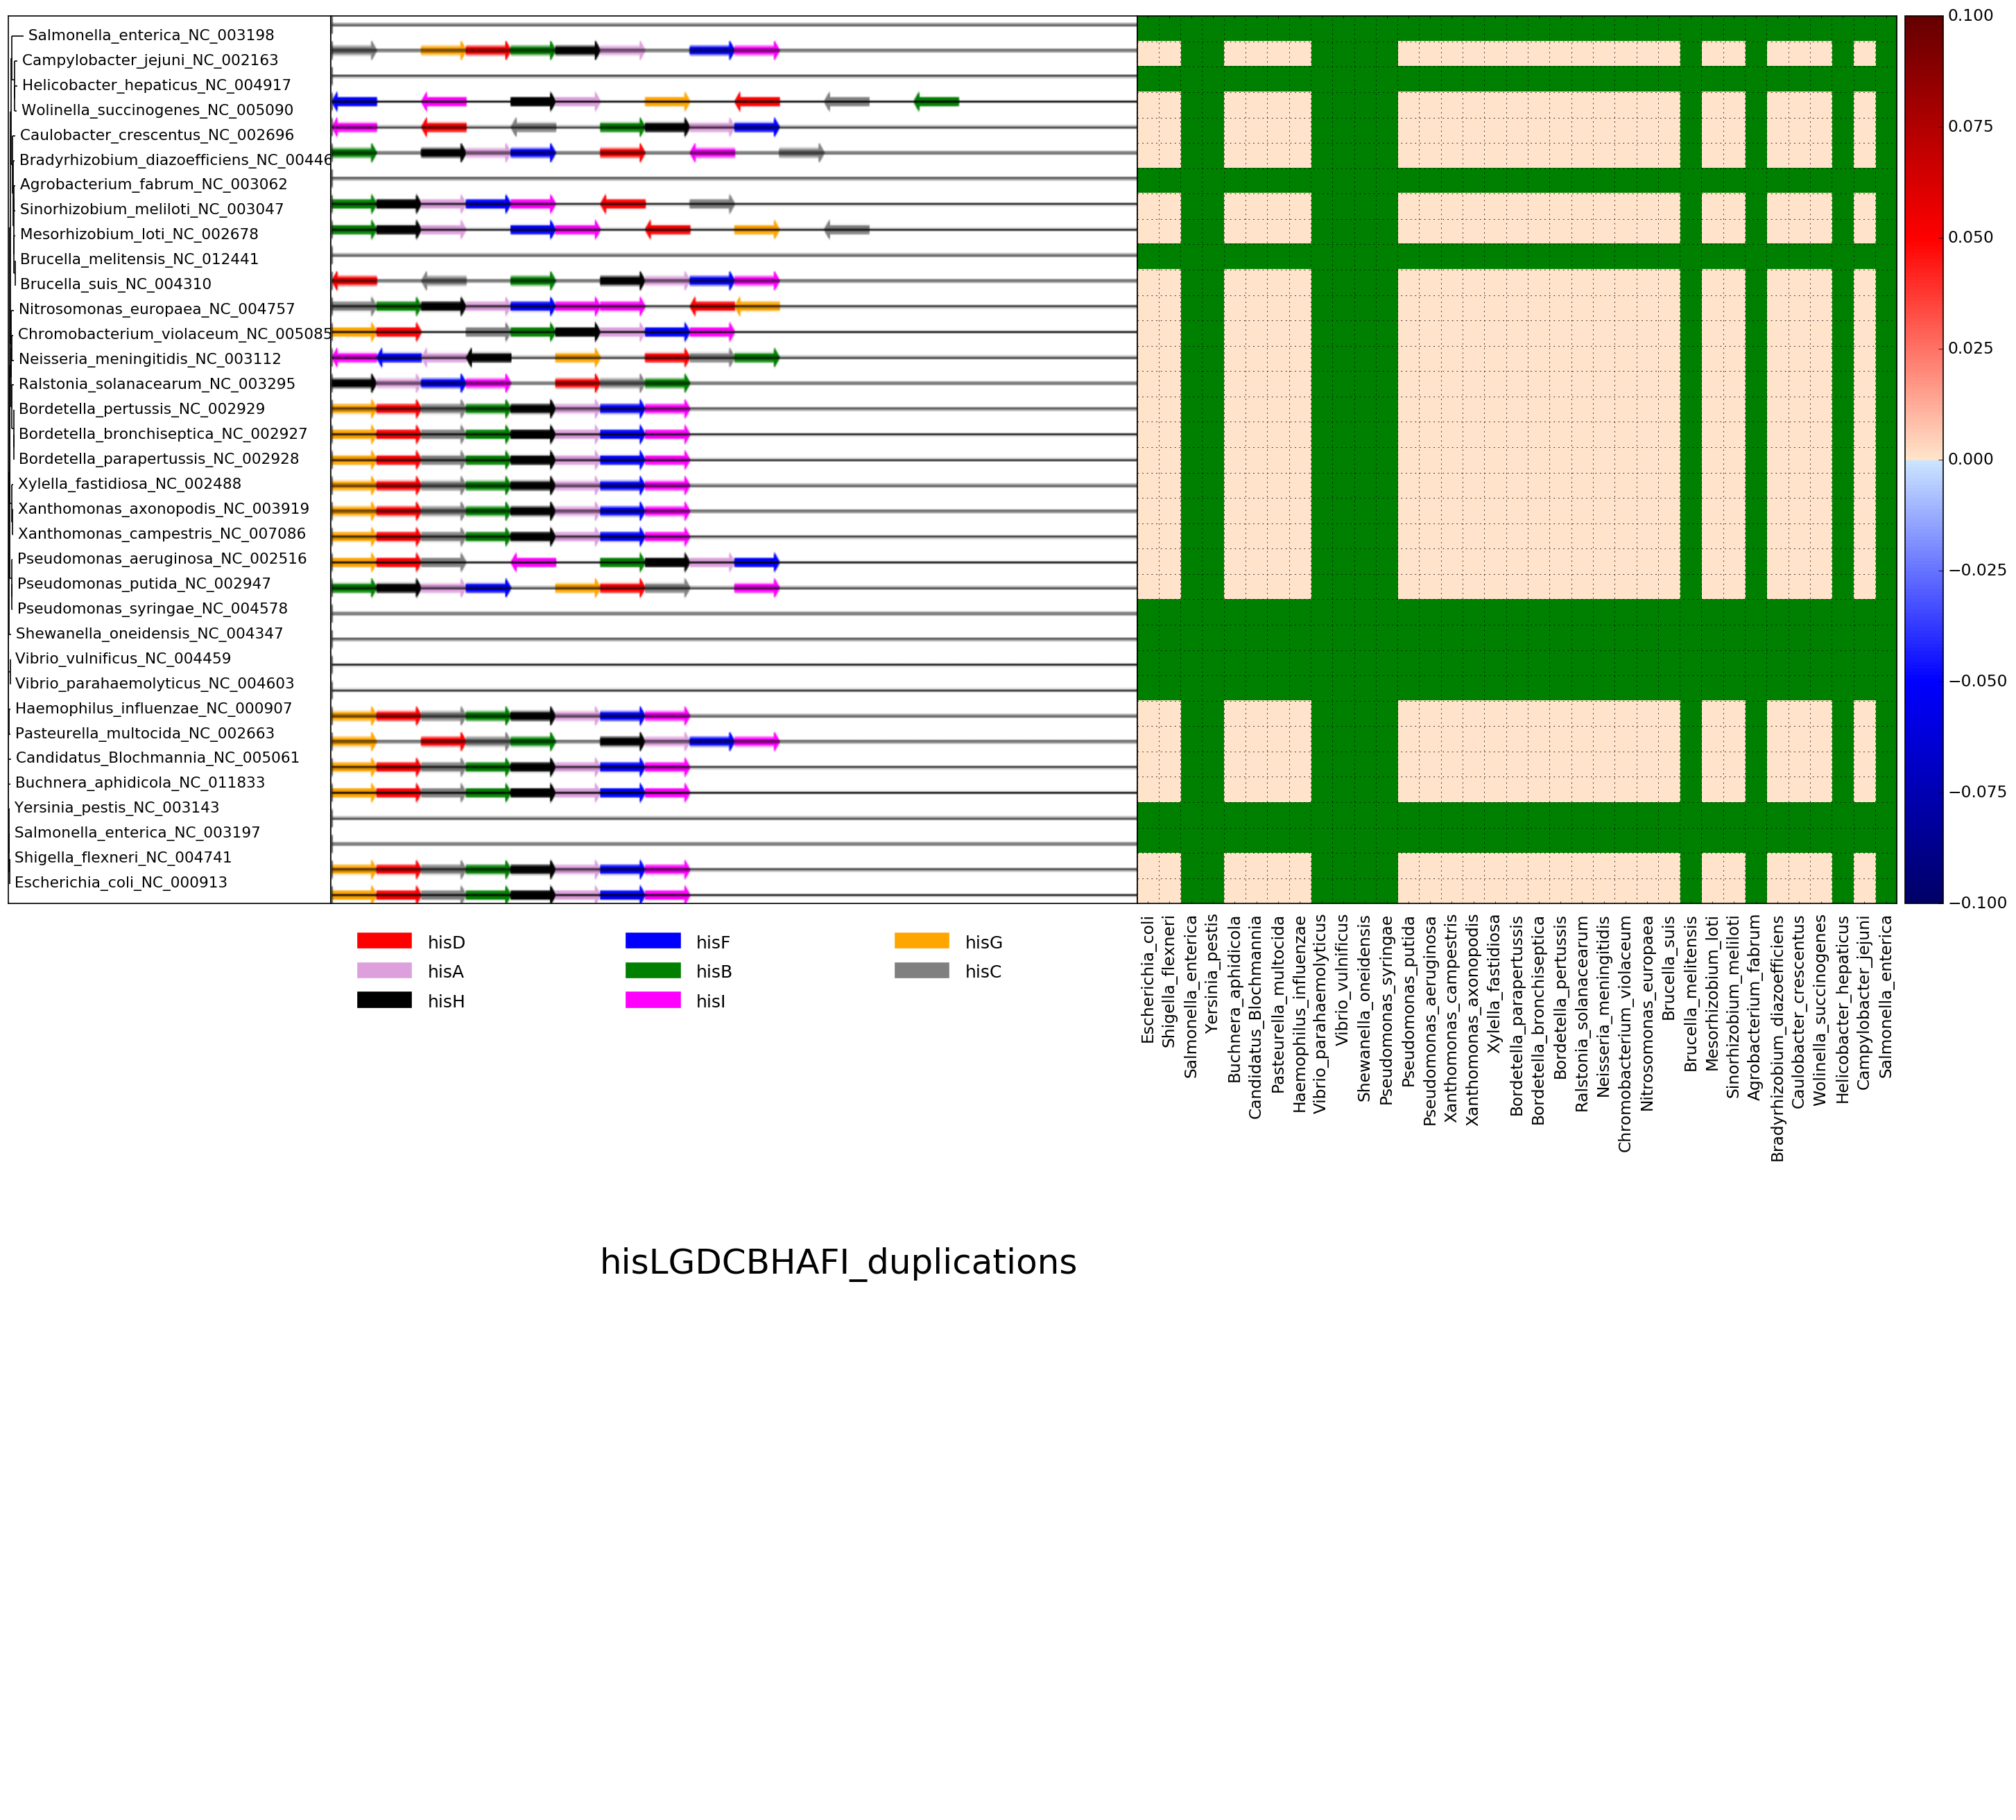 Salmonella_enterica_NC_003198
Campylobacter_jejuni_NC_002163
Helicobacter_hepaticus_NC_004917
Wolinella_succinogenes_NC_005090
Caulobacter_crescentus_NC_002696
Bradyrhizobium_diazoefficiens_NC_00446
Agrobacterium_fabrum_NC_003062
Sinorhizobium_meliloti_NC_003047
Mesorhizobium_loti_NC_002678
Brucella_melitensis_NC_012441
Brucella_suis_NC_004310
Nitrosomonas_europaea_NC_004757
Chromobacterium_violaceum_NC_005085
Neisseria_meningitidis_NC_003112
Ralstonia_solanacearum_NC_003295
Bordetella_pertussis_NC_002929
Bordetella_bronchiseptica_NC_002927
Bordetella_parapertussis_NC_002928
Xylella_fastidiosa_NC_002488
Xanthomonas_axonopodis_NC_003919
Xanthomonas_campestris_NC_007086
Pseudomonas_aeruginosa_NC_002516
Pseudomonas_putida_NC_002947
Pseudomonas_syringae_NC_004578
Shewanella_oneidensis_NC_004347
Vibrio_vulnificus_NC_004459
Vibrio_parahaemolyticus_NC_004603
Haemophilus_influenzae_NC_000907
Pasteurella_multocida_NC_002663
Candidatus_Blochmannia_NC_005061
Buchnera_aphidicola_NC_011833
Yersinia_pestis_NC_003143
Salmonella_enterica_NC_003197
Shigella_flexneri_NC_004741
Escherichia_coli_NC_000913
0.100
0.075
0.050
0.025
0.000
−0.025
−0.050
−0.075
−0.100
Escherichia_coli
Shigella_flexneri
Salmonella_enterica
Yersinia_pestis
Buchnera_aphidicola
Candidatus_Blochmannia
Pasteurella_multocida
Haemophilus_influenzae
Vibrio_parahaemolyticus
Vibrio_vulnificus
Shewanella_oneidensis
Pseudomonas_syringae
Pseudomonas_putida
Pseudomonas_aeruginosa
Xanthomonas_campestris
Xanthomonas_axonopodis
Xylella_fastidiosa
Bordetella_parapertussis
Bordetella_bronchiseptica
Bordetella_pertussis
Ralstonia_solanacearum
Neisseria_meningitidis
Chromobacterium_violaceum
Nitrosomonas_europaea
Brucella_suis
Brucella_melitensis
Mesorhizobium_loti
Sinorhizobium_meliloti
Agrobacterium_fabrum
Bradyrhizobium_diazoefficiens
Caulobacter_crescentus
Wolinella_succinogenes
Helicobacter_hepaticus
Campylobacter_jejuni
Salmonella_enterica
hisD hisF hisG
hisA hisB hisC
hisH hisI
hisLGDCBHAFI_duplications